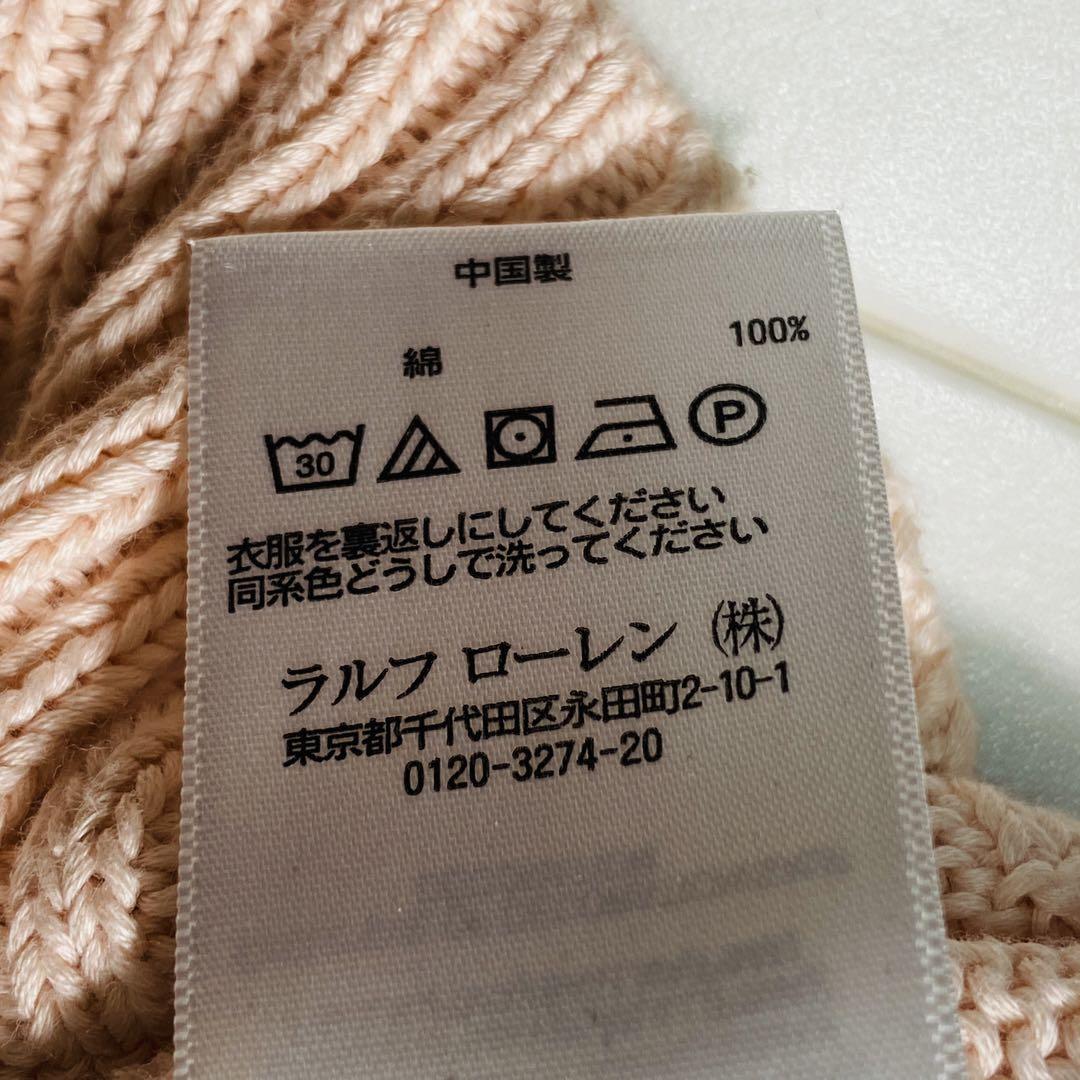 中国製
綿 100%
30 P
衣服を裏返しにしてください
同系色どうしで洗ってください
ラルフ ローレン (株)
東京都千代田区永田町2-10-1
0120-3274-20